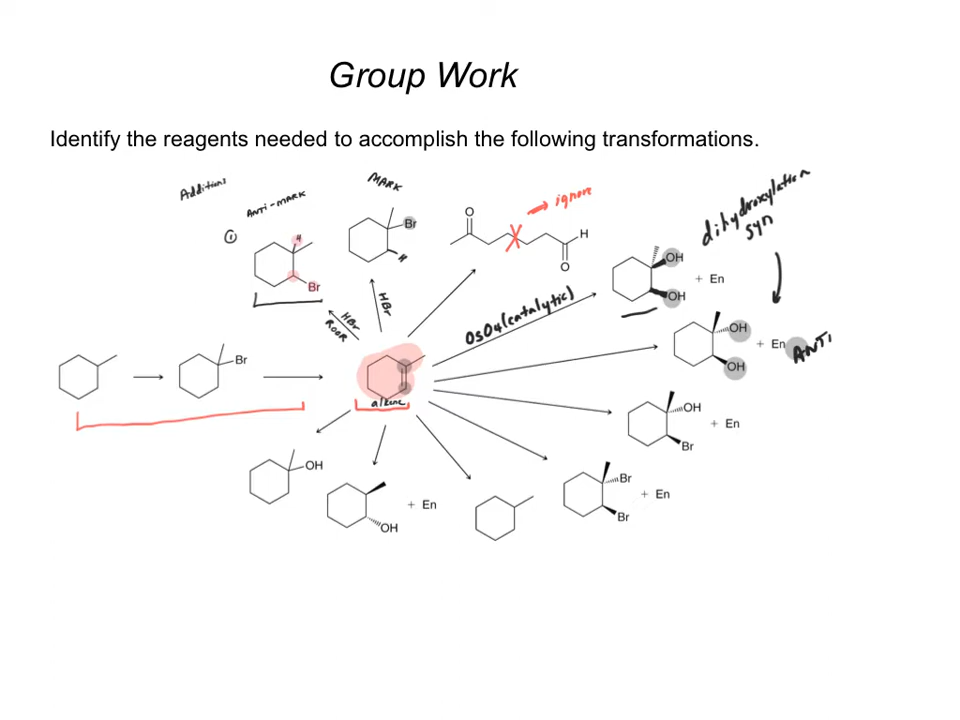 Group Work
Identify the reagents needed to accomplish the following transformations.
Additions
ANTI-MARK
MARK
→ ignore
dihydroxylation
syn
①
H
Br
Br
H
O
H
O
OH
OH
+ En
HBr
ROOR
HBr
OsO4(catalytic)
OH
OH
+ En
ANTI
Br
alkene
OH
Br
+ En
OH
OH
+ En
Br
Br
+ En